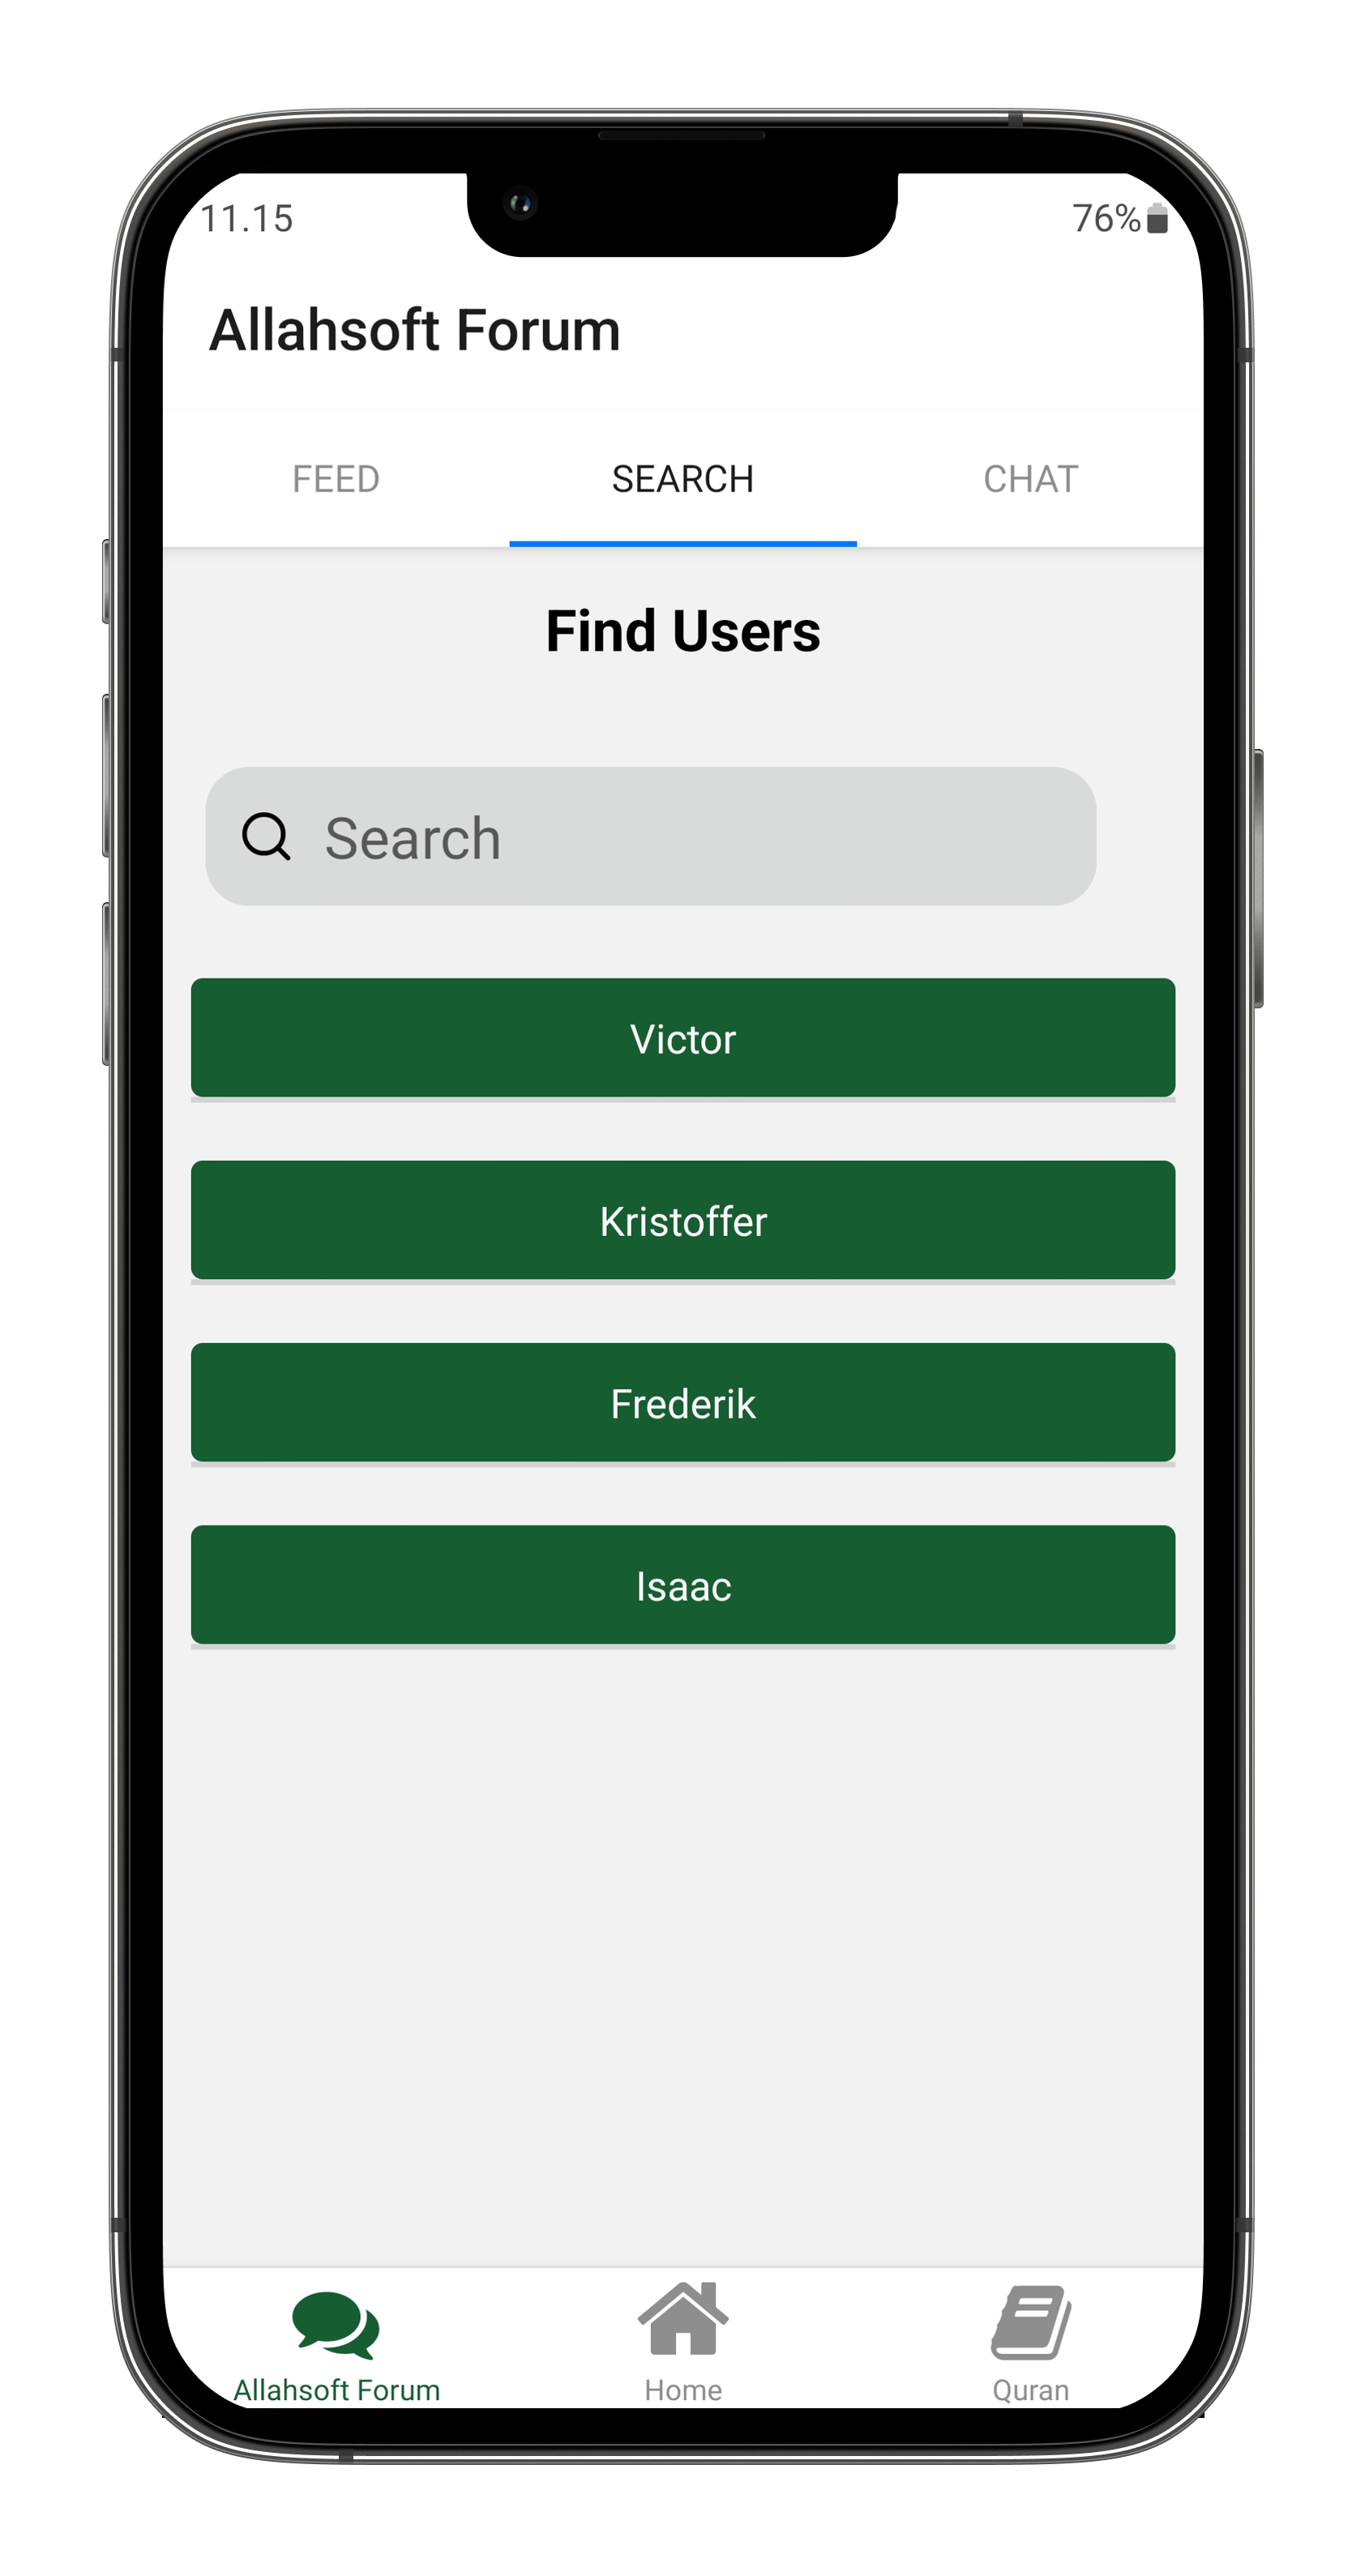 11.15 76%
Allahsoft Forum
FEED SEARCH CHAT
Find Users
Search
Victor
Kristoffer
Frederik
Isaac
Allahsoft Forum Home Quran